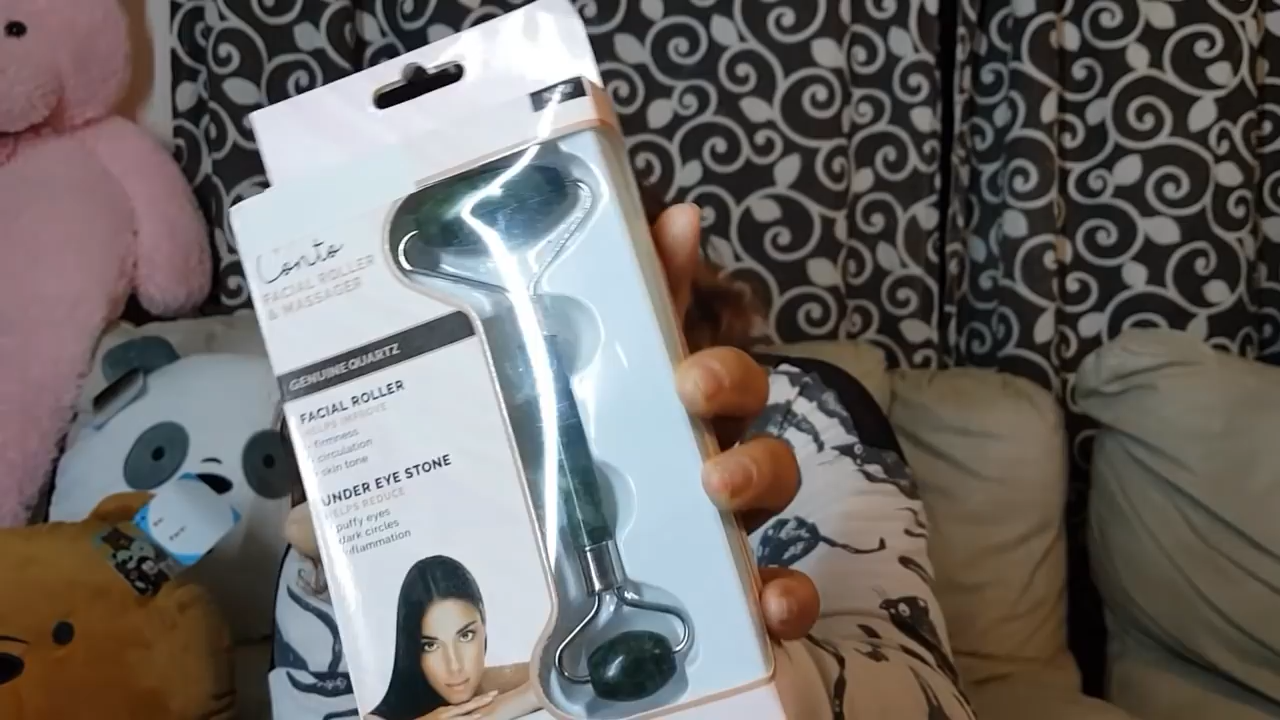 Conto
FACIAL ROLLER
& MASSAGER
GENUINE QUARTZ
FACIAL ROLLER
HELPS IMPROVE
firmness
circulation
skin tone
UNDER EYE STONE
HELPS REDUCE
puffy eyes
dark circles
inflammation